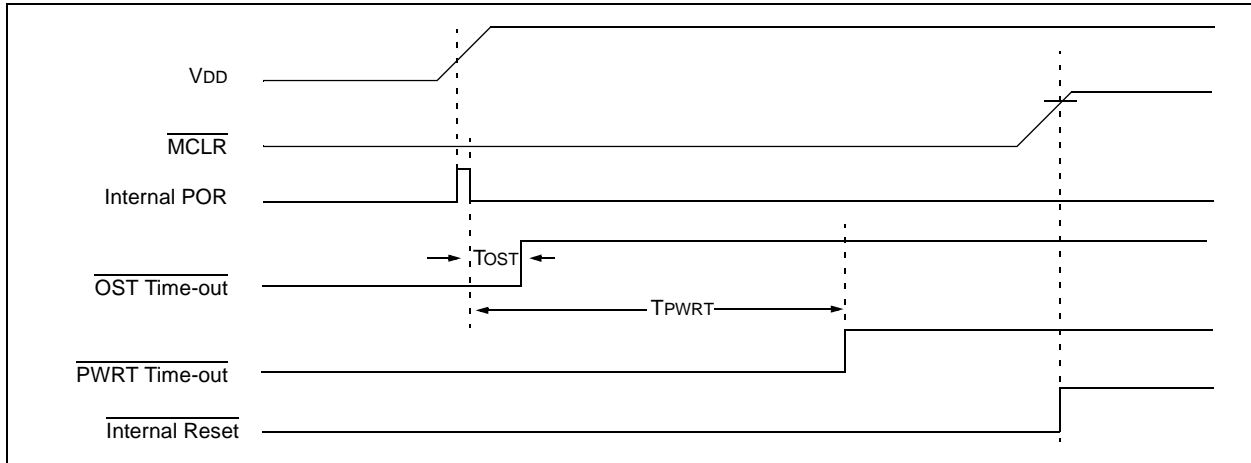 VDD
MCLR
Internal POR
TOST
OST Time-out
TPWRT
PWRT Time-out
Internal Reset